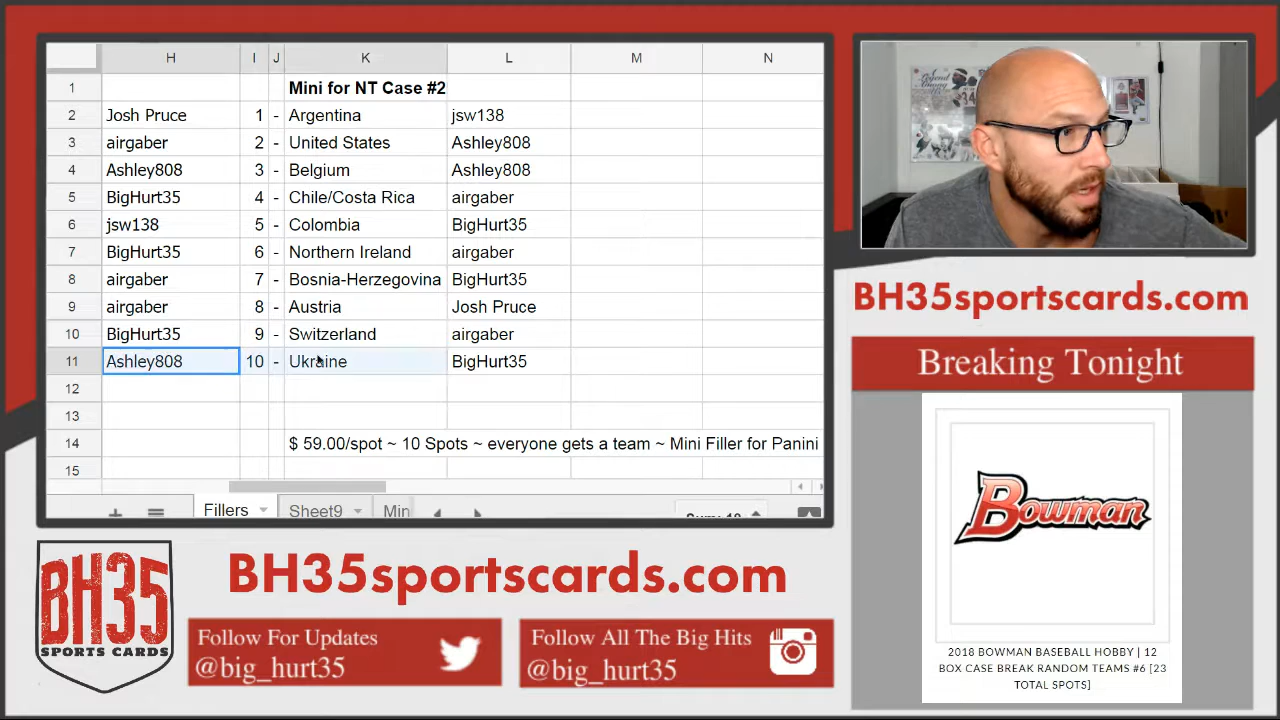 H I J K L M N
1 Mini for NT Case #2
2 Josh Pruce 1 - Argentina jsw138
3 airgaber 2 - United States Ashley808
4 Ashley808 3 - Belgium Ashley808
5 BigHurt35 4 - Chile/Costa Rica airgaber
6 jsw138 5 - Colombia BigHurt35
7 BigHurt35 6 - Northern Ireland airgaber
8 airgaber 7 - Bosnia-Herzegovina BigHurt35
9 airgaber 8 - Austria Josh Pruce
10 BigHurt35 9 - Switzerland airgaber
11 Ashley808 10 - Ukraine BigHurt35
12
13
14 $ 59.00/spot ~ 10 Spots ~ everyone gets a team ~ Mini Filler for Panini
15
Fillers Sheet9 Min
BH35sportscards.com
Breaking Tonight
Bowman
2018 BOWMAN BASEBALL HOBBY | 12
BOX CASE BREAK RANDOM TEAMS #6 [23
TOTAL SPOTS]
BH35
SPORTS CARDS
BH35sportscards.com
Follow For Updates
@big_hurt35
Follow All The Big Hits
@big_hurt35